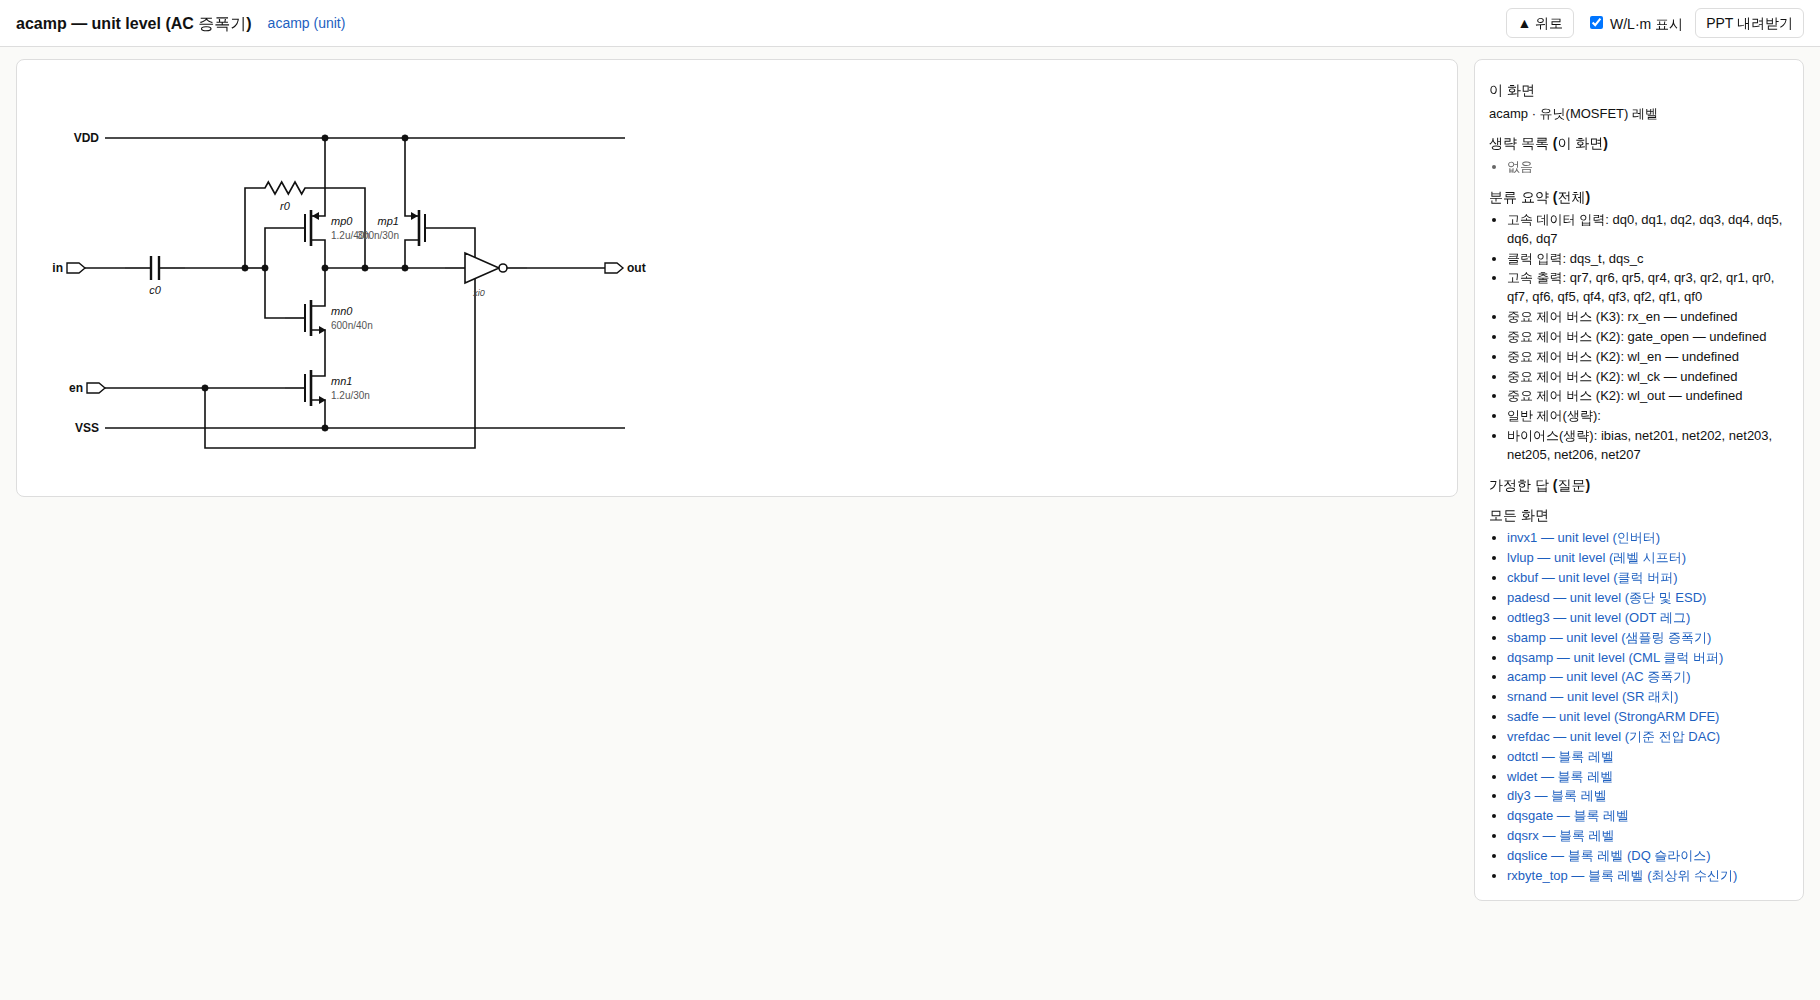 acamp — unit level (AC 증폭기) acamp (unit) ▲ 위로 W/L·m 표시 PPT 내려받기
VDD
r0
mp0 mp1
1.2u/40n 300n/30n
in out
c0
xi0
mn0
600n/40n
en
mn1
1.2u/30n
VSS
이 화면
acamp · 유닛(MOSFET) 레벨
생략 목록 (이 화면)
• 없음
분류 요약 (전체)
• 고속 데이터 입력: dq0, dq1, dq2, dq3, dq4, dq5,
dq6, dq7
• 클럭 입력: dqs_t, dqs_c
• 고속 출력: qr7, qr6, qr5, qr4, qr3, qr2, qr1, qr0,
qf7, qf6, qf5, qf4, qf3, qf2, qf1, qf0
• 중요 제어 버스 (K3): rx_en — undefined
• 중요 제어 버스 (K2): gate_open — undefined
• 중요 제어 버스 (K2): wl_en — undefined
• 중요 제어 버스 (K2): wl_ck — undefined
• 중요 제어 버스 (K2): wl_out — undefined
• 일반 제어(생략):
• 바이어스(생략): ibias, net201, net202, net203,
net205, net206, net207
가정한 답 (질문)
모든 화면
• invx1 — unit level (인버터)
• lvlup — unit level (레벨 시프터)
• ckbuf — unit level (클럭 버퍼)
• padesd — unit level (종단 및 ESD)
• odtleg3 — unit level (ODT 레그)
• sbamp — unit level (샘플링 증폭기)
• dqsamp — unit level (CML 클럭 버퍼)
• acamp — unit level (AC 증폭기)
• srnand — unit level (SR 래치)
• sadfe — unit level (StrongARM DFE)
• vrefdac — unit level (기준 전압 DAC)
• odtctl — 블록 레벨
• wldet — 블록 레벨
• dly3 — 블록 레벨
• dqsgate — 블록 레벨
• dqsrx — 블록 레벨
• dqslice — 블록 레벨 (DQ 슬라이스)
• rxbyte_top — 블록 레벨 (최상위 수신기)